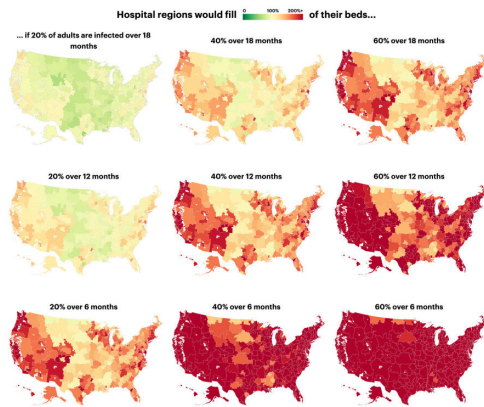 Hospital regions would fill 0 100% 200%+ of their beds...
... if 20% of adults are infected over 18
months
40% over 18 months
60% over 18 months
20% over 12 months
40% over 12 months
60% over 12 months
20% over 6 months
40% over 6 months
60% over 6 months